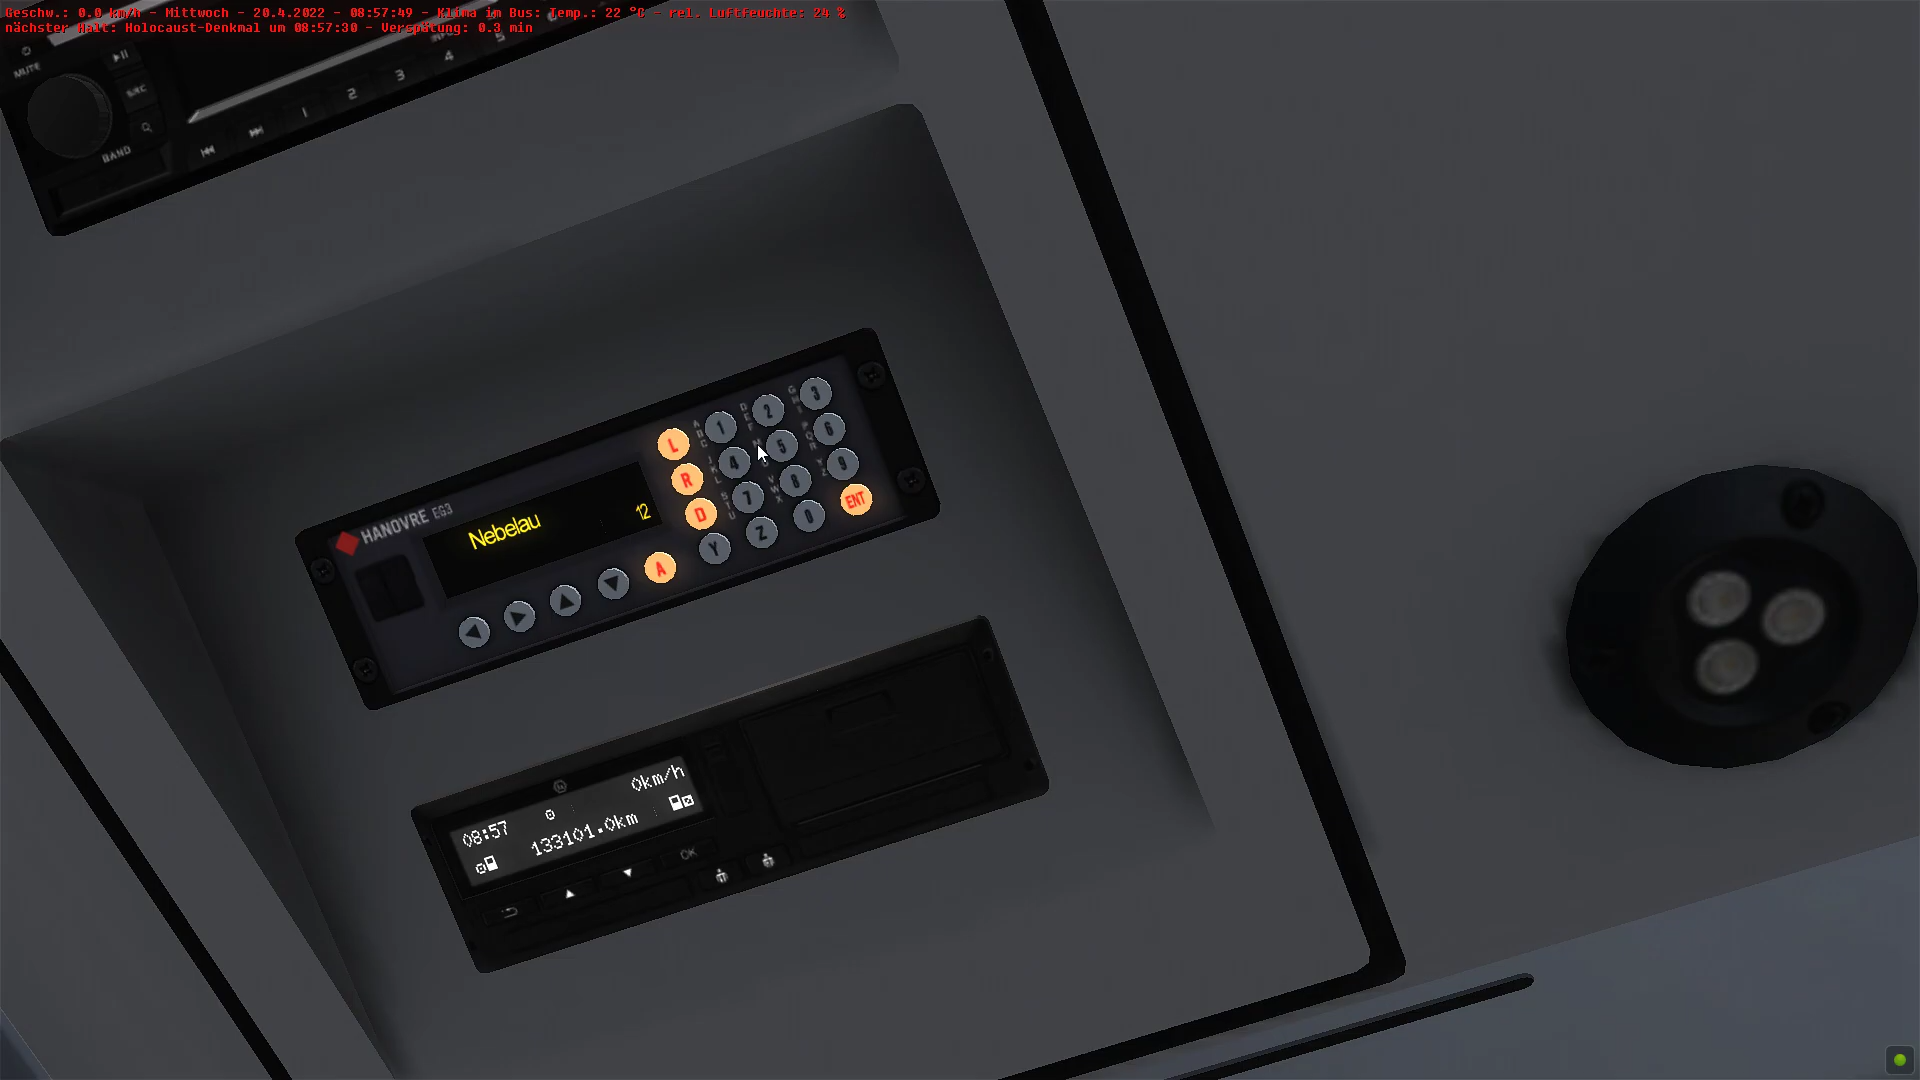 Geschw.: 0.0 km/h - Mittwoch - 20.4.2022 - 08:57:49 - Klima im Bus: Temp.: 22 °C - rel. Luftfeuchte: 24 %
nächster Halt: Holocaust-Denkmal um 08:57:30 - Verspätung: 0.3 min
MUTE
SRC
BAND
1 2 3 4 5
HANOVRE EG3
Nebelau 12
L 1 2 3
R 4 5 6
D 7 8 9
A Y Z 0 ENT
08:57 0km/h
133101.0km
OK